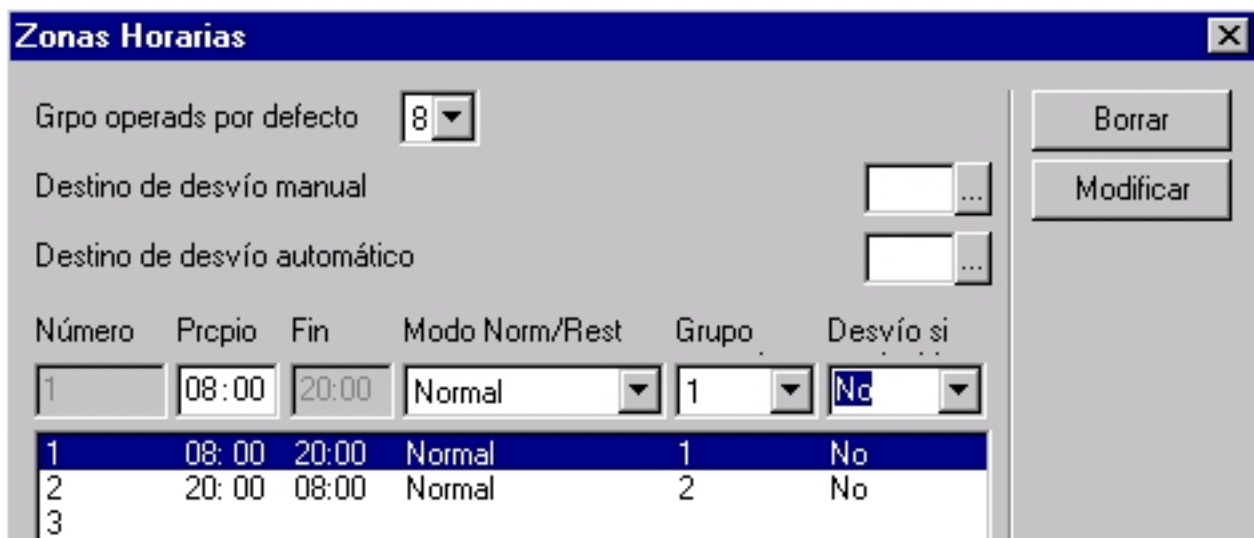 Zonas Horarias
Grpo operads por defecto 8
Borrar
Destino de desvío manual ...
Modificar
Destino de desvío automático ...
Número Prcpio Fin Modo Norm/Rest Grupo Desvío si
1 08:00 20:00 Normal 1 No
1 08: 00 20:00 Normal 1 No
2 20: 00 08:00 Normal 2 No
3